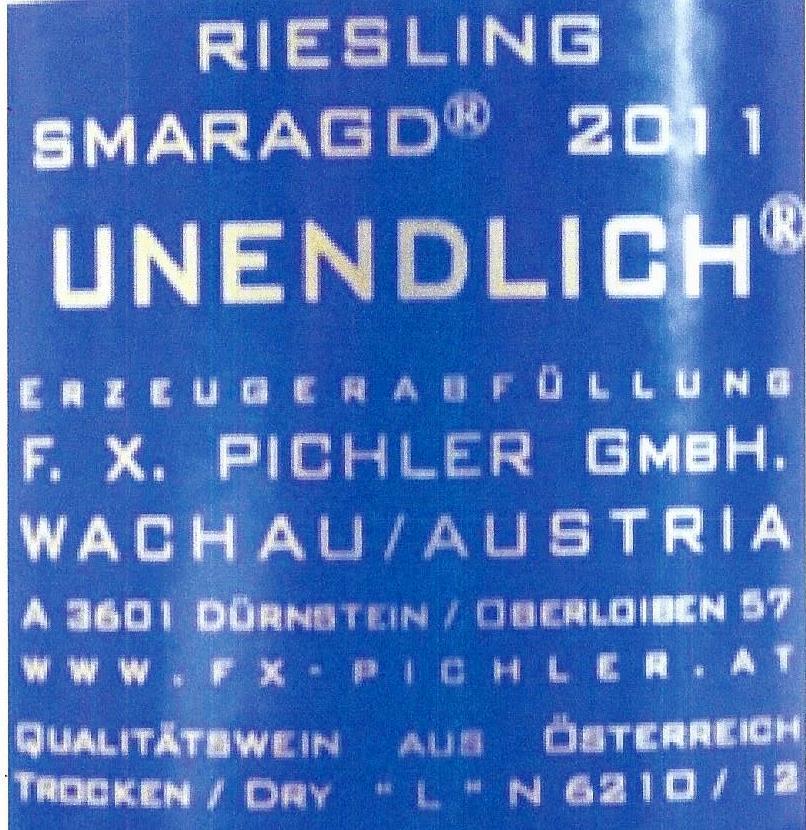 RIESLING
SMARAGD® 2011
UNENDLICH®
ERZEUGERABFÜLLUNG
F. X. PICHLER GMBH.
WACHAU/AUSTRIA
A 3601 DÜRNSTEIN / OBERLOIBEN 57
WWW.FX-PICHLER.AT
QUALITÄTSWEIN AUS ÖSTERREICH
TROCKEN / DRY "L" N 6210/12